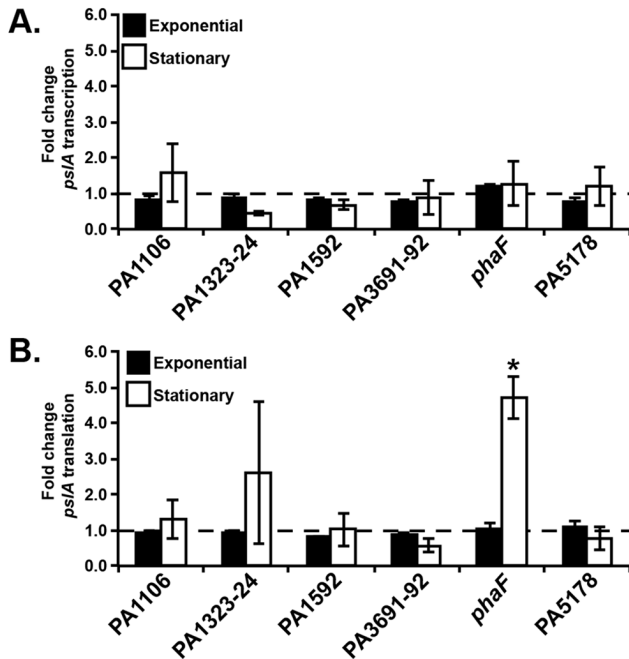 A.
Fold change
pslA transcription
6.0
5.0
4.0
3.0
2.0
1.0
0.0
Exponential
Stationary
PA1106
PA1323-24
PA1592
PA3691-92
phaF
PA5178
B.
Fold change
pslA translation
6.0
5.0
4.0
3.0
2.0
1.0
0.0
Exponential
Stationary
*
PA1106
PA1323-24
PA1592
PA3691-92
phaF
PA5178